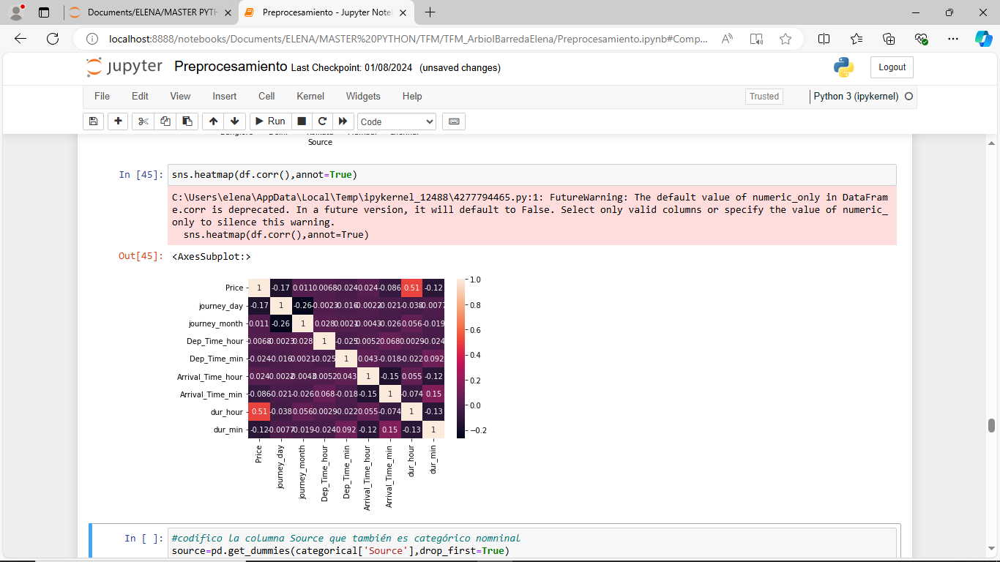 Documents/ELENA/MASTER PYTH
Preprocesamiento - Jupyter Note
localhost:8888/notebooks/Documents/ELENA/MASTER%20PYTHON/TFM/TFM_ArbiolBarredaElena/Preprocesamiento.ipynb#Comp...
jupyter Preprocesamiento Last Checkpoint: 01/08/2024 (unsaved changes)
Logout
File Edit View Insert Cell Kernel Widgets Help
Trusted
Python 3 (ipykernel)
Run
Code
Source
In [45]: sns.heatmap(df.corr(),annot=True)
C:\Users\elena\AppData\Local\Temp\ipykernel_12488\4277794465.py:1: FutureWarning: The default value of numeric_only in DataFram
e.corr is deprecated. In a future version, it will default to False. Select only valid columns or specify the value of numeric_
only to silence this warning.
sns.heatmap(df.corr(),annot=True)
Out[45]: <AxesSubplot:>
Price 1 -0.17 0.011 0.0068 -0.024 0.024 -0.086 0.51 -0.12
journey_day -0.17 1 -0.26 -0.0023 -0.016 -0.0022 -0.021 -0.038 -0.0077
journey_month 0.011 -0.26 1 0.028 0.0021 -0.0043 -0.026 0.056 -0.019
Dep_Time_hour 0.0068 -0.0023 0.028 1 -0.025 0.0052 0.068 0.0029 -0.024
Dep_Time_min -0.024 -0.016 0.0021 -0.025 1 0.043 -0.018 -0.022 0.092
Arrival_Time_hour 0.024 -0.0022 -0.0043 0.0052 0.043 1 -0.15 0.055 -0.12
Arrival_Time_min -0.086 -0.021 -0.026 0.068 -0.018 -0.15 1 -0.074 0.15
dur_hour 0.51 -0.038 0.056 0.0029 -0.022 0.055 -0.074 1 -0.13
dur_min -0.12 -0.0077 -0.019 -0.024 0.092 -0.12 0.15 -0.13 1
1.0
0.8
0.6
0.4
0.2
0.0
−0.2
Price
journey_day
journey_month
Dep_Time_hour
Dep_Time_min
Arrival_Time_hour
Arrival_Time_min
dur_hour
dur_min
In [ ]: #codifico la columna Source que también es categórico nomninal
source=pd.get_dummies(categorical['Source'],drop_first=True)